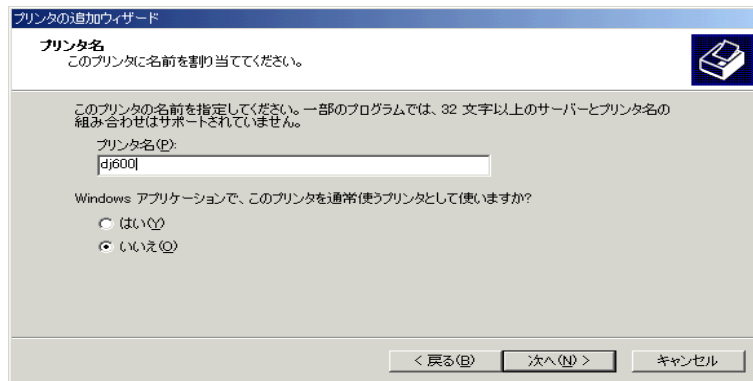 プリンタの追加ウィザード
プリンタ名
このプリンタに名前を割り当ててください。
このプリンタの名前を指定してください。一部のプログラムでは、32 文字以上のサーバーとプリンタ名の
組み合わせはサポートされていません。
プリンタ名(P):
dj600
Windows アプリケーションで、このプリンタを通常使うプリンタとして使いますか?
はい(Y)
いいえ(O)
< 戻る(B) 次へ(N) > キャンセル